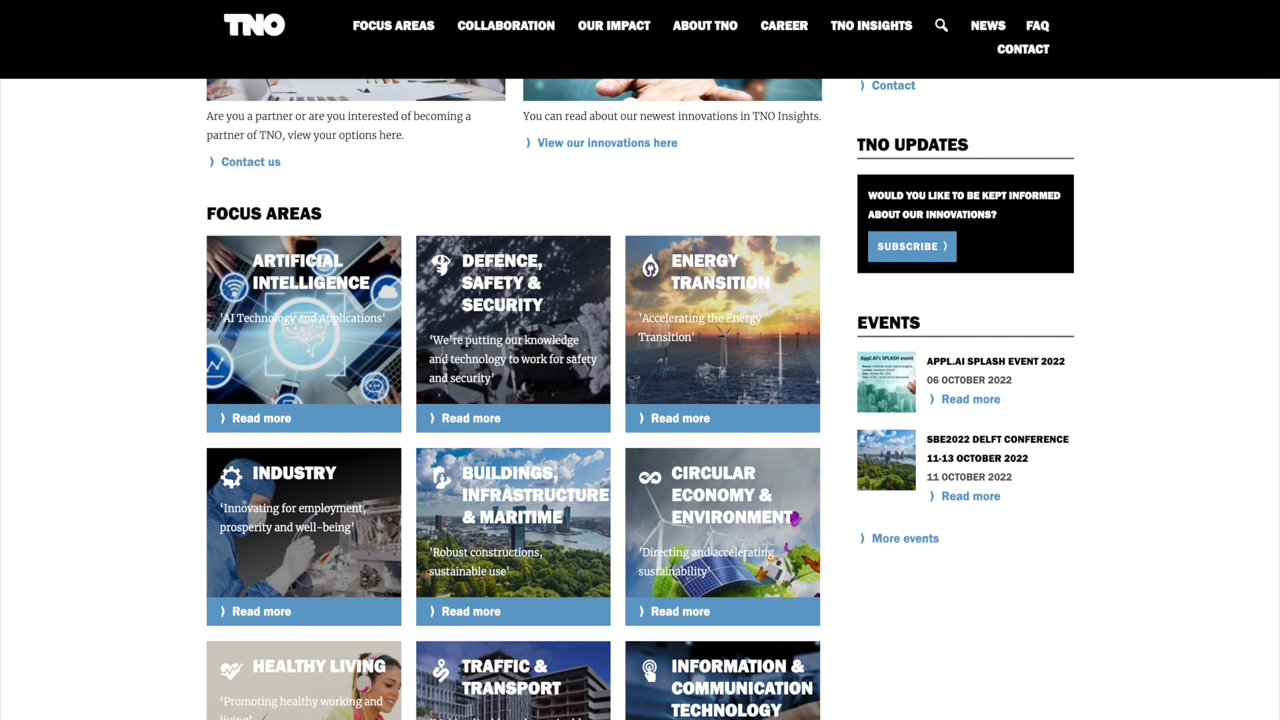 TNO
FOCUS AREAS COLLABORATION OUR IMPACT ABOUT TNO CAREER TNO INSIGHTS NEWS FAQ
CONTACT
Are you a partner or are you interested of becoming a
partner of TNO, view your options here.
Contact us
You can read about our newest innovations in TNO Insights.
View our innovations here
FOCUS AREAS
ARTIFICIAL
INTELLIGENCE
'AI Technology and Applications'
Read more
DEFENCE,
SAFETY &
SECURITY
‘We’re putting our knowledge
and technology to work for safety
and security’
Read more
ENERGY
TRANSITION
'Accelerating the Energy
Transition'
Read more
INDUSTRY
‘Innovating for employment,
prosperity and well-being’
Read more
BUILDINGS,
INFRASTRUCTURE
& MARITIME
'Robust constructions,
sustainable use'
Read more
CIRCULAR
ECONOMY &
ENVIRONMENT
'Directing and accelerating
sustainability'
Read more
HEALTHY LIVING
‘Promoting healthy working and
TRAFFIC &
TRANSPORT
INFORMATION &
COMMUNICATION
TECHNOLOGY
Contact
TNO UPDATES
WOULD YOU LIKE TO BE KEPT INFORMED
ABOUT OUR INNOVATIONS?
SUBSCRIBE
EVENTS
Appl.AI's SPLASH event
APPL.AI SPLASH EVENT 2022
06 OCTOBER 2022
Read more
SBE2022 DELFT CONFERENCE
11-13 OCTOBER 2022
11 OCTOBER 2022
Read more
More events